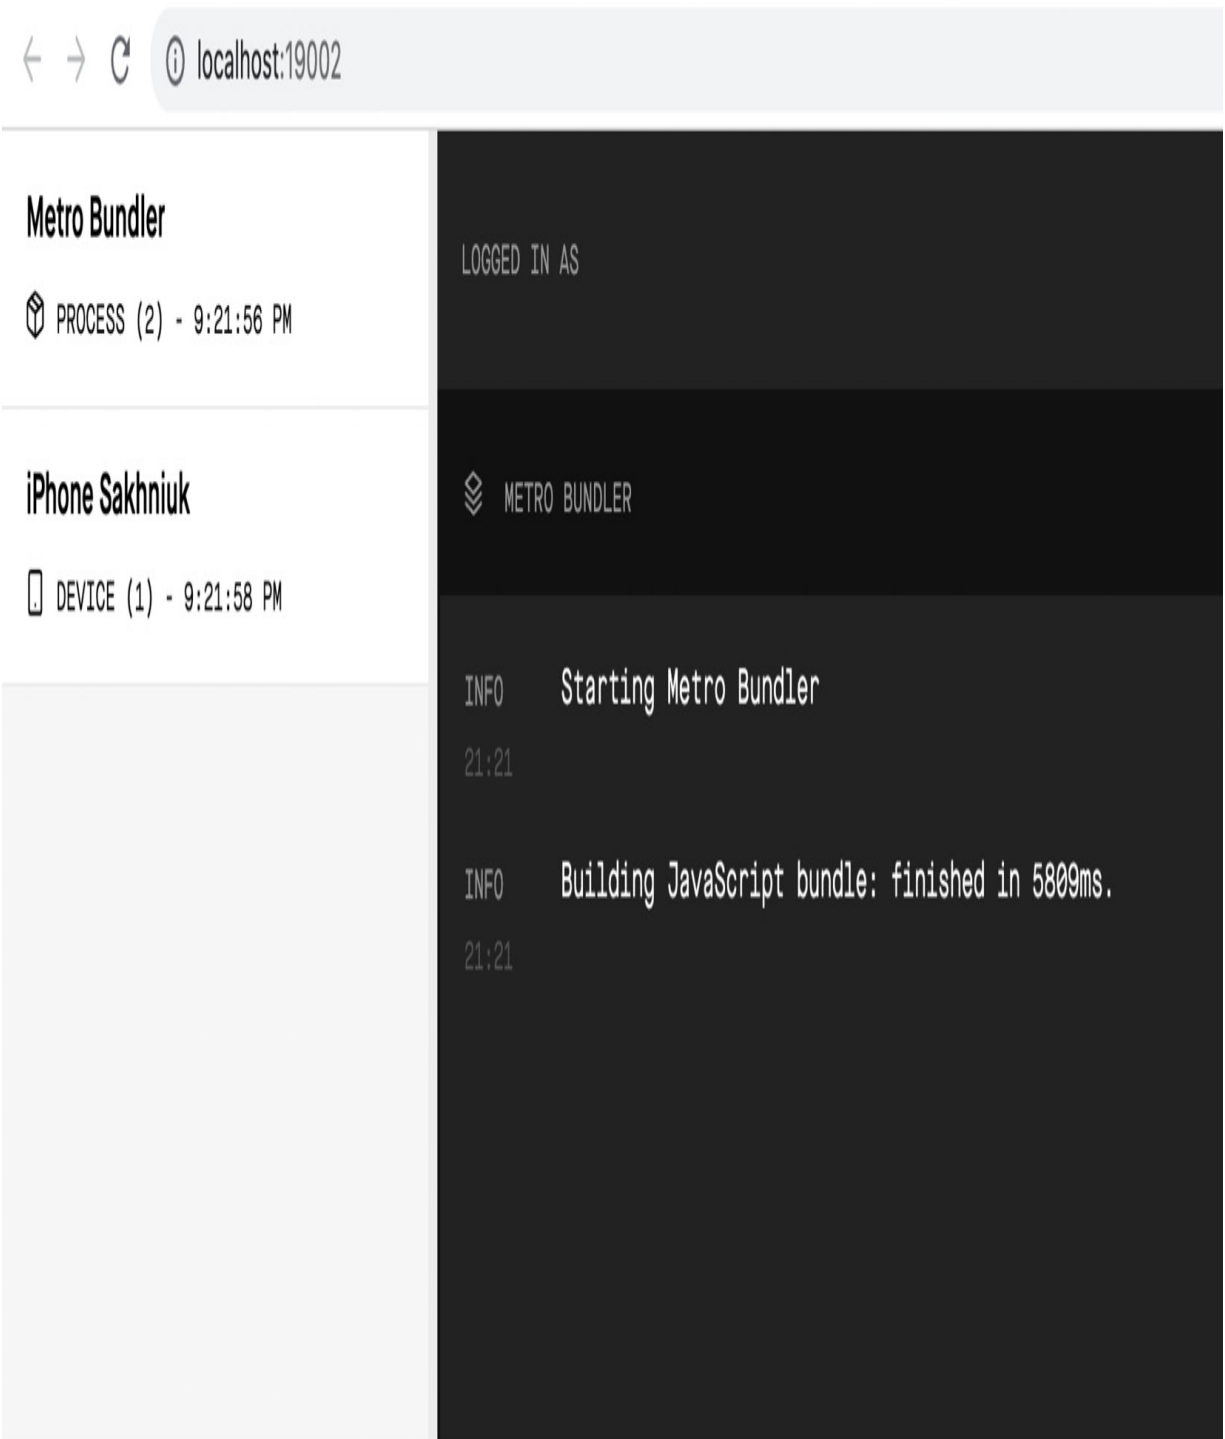 localhost:19002
Metro Bundler
PROCESS (2) - 9:21:56 PM
iPhone Sakhniuk
DEVICE (1) - 9:21:58 PM
LOGGED IN AS
METRO BUNDLER
INFO Starting Metro Bundler
21:21
INFO Building JavaScript bundle: finished in 5809ms.
21:21